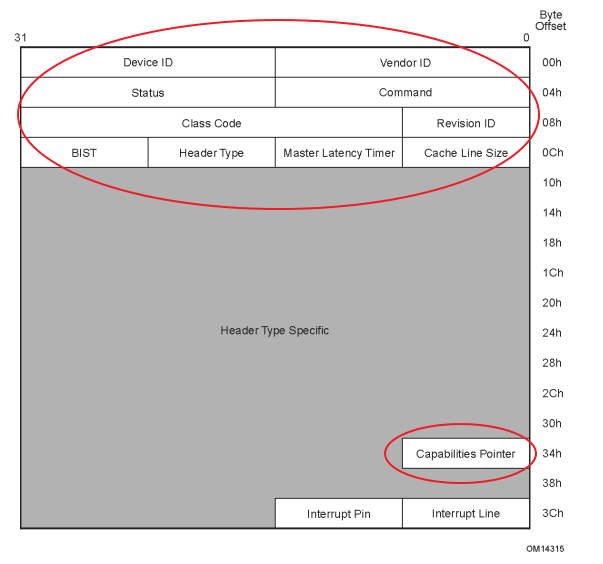 Byte
Offset
31 0
Device ID Vendor ID 00h
Status Command 04h
Class Code Revision ID 08h
BIST Header Type Master Latency Timer Cache Line Size 0Ch
10h
14h
18h
1Ch
20h
Header Type Specific 24h
28h
2Ch
30h
Capabilities Pointer 34h
38h
Interrupt Pin Interrupt Line 3Ch
OM14315